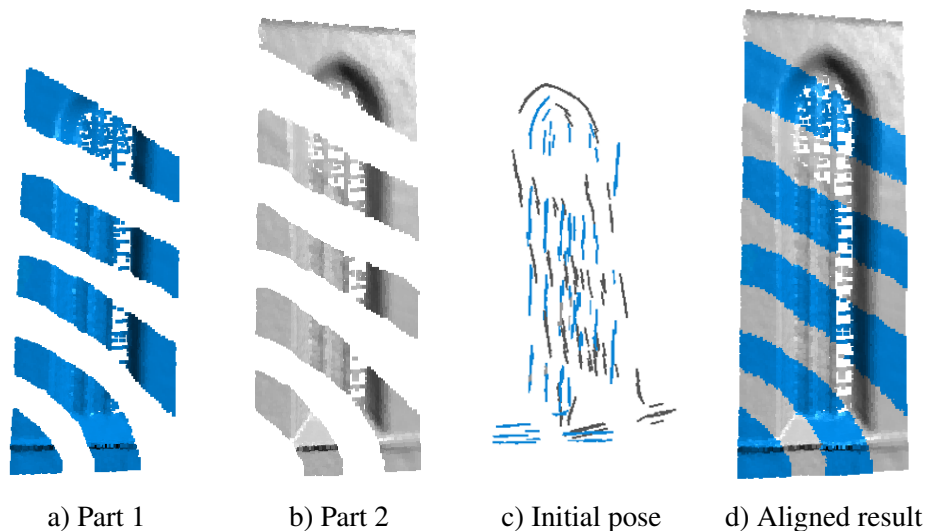 a) Part 1
b) Part 2
c) Initial pose
d) Aligned result